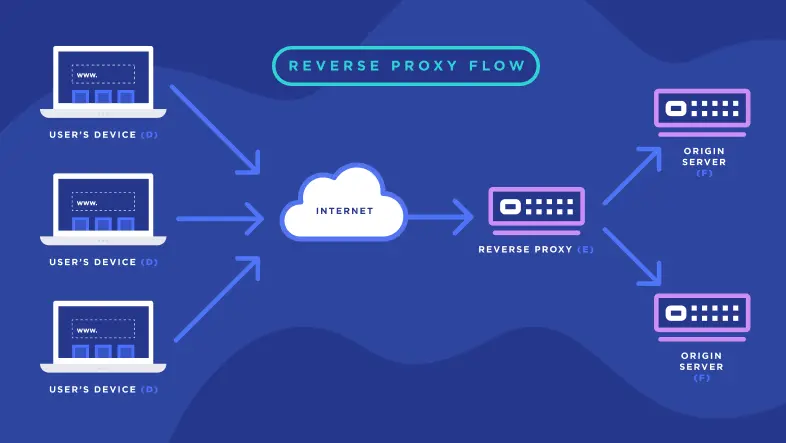 REVERSE PROXY FLOW
www.
USER'S DEVICE (D)
www.
USER'S DEVICE (D)
www.
USER'S DEVICE (D)
INTERNET
REVERSE PROXY (E)
ORIGIN
SERVER
(F)
ORIGIN
SERVER
(F)